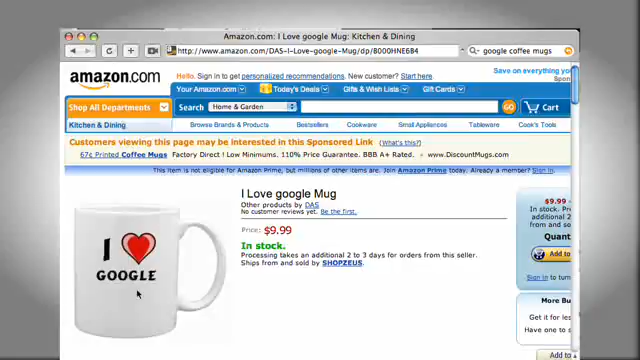 Amazon.com: I Love google Mug: Kitchen & Dining
http://www.amazon.com/DAS-I-Love-google-Mug/dp/B000HNE6B4
google coffee mugs
amazon.com
Hello. Sign in to get personalized recommendations. New customer? Start here.
Save on everything
Spon
Your Amazon.com
Today's Deals
Gifts & Wish Lists
Gift Cards
Shop All Departments
Search
Home & Garden
GO
Cart
Kitchen & Dining
Browse Brands & Products
Bestsellers
Cookware
Small Appliances
Tableware
Cook's Tools
Customers viewing this page may be interested in this Sponsored Link (What's this?)
67¢ Printed Coffee Mugs Factory Direct! Low Minimums. 110% Price Guarantee. BBB A+ Rated. - www.DiscountMugs.com
This item is not eligible for Amazon Prime, but millions of other items are. Join Amazon Prime today. Already a member? Sign in.
I Love google Mug
Other products by DAS
No customer reviews yet. Be the first.
Price: $9.99
In stock.
Processing takes an additional 2 to 3 days for orders from this seller.
Ships from and sold by SHOPZEUS.
I
GOOGLE
$9.99
In stock.
additional 2
from and so
Quant
Add to
Sign in to
More Bu
Get it for les
Have one to s
Add to